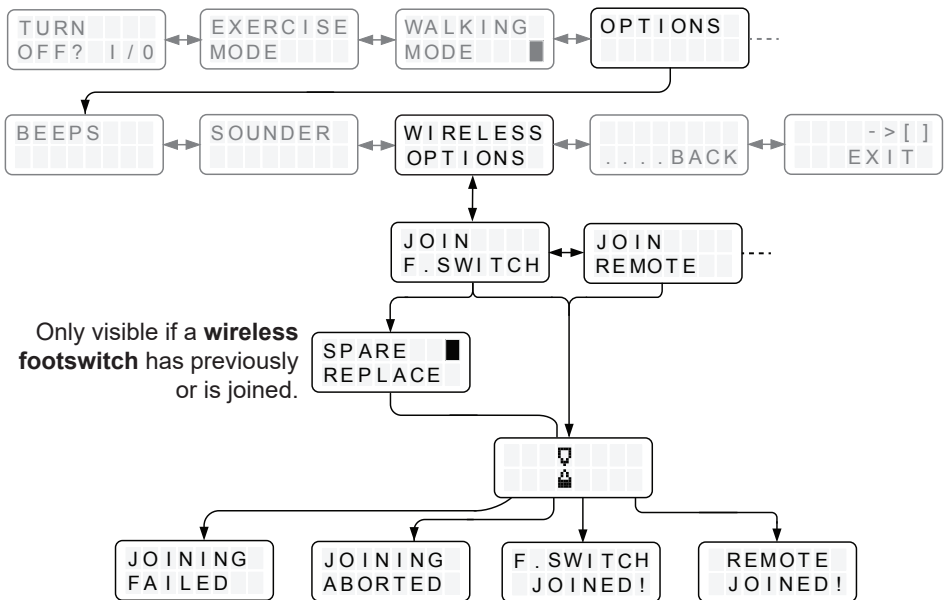 TURN
OFF? I/0
EXERCISE
MODE
WALKING
MODE
OPTIONS
BEEPS
SOUNDER
WIRELESS
OPTIONS
....BACK
->[]
EXIT
JOIN
F.SWITCH
JOIN
REMOTE
Only visible if a wireless
footswitch has previously
or is joined.
SPARE
REPLACE
JOINING
FAILED
JOINING
ABORTED
F.SWITCH
JOINED!
REMOTE
JOINED!